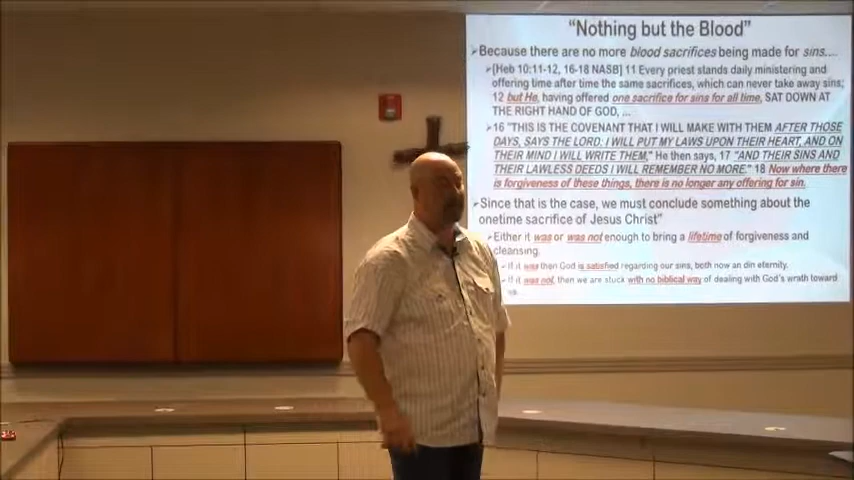 "Nothing but the Blood"
➢Because there are no More blood sacrifices being made for sins....
➢[Heb 10:11-12, 16-18 NASB] 11 Every priest stands daily ministering and
offering time after time the same sacrifices, which can never take away sins;
12 but He, having offered one sacrifice for sins for all time, SAT DOWN AT
THE RIGHT HAND OF GOD, ...
➢16 "THIS IS THE COVENANT THAT I WILL MAKE WITH THEM AFTER THOSE
DAYS, SAYS THE LORD: I WILL PUT MY LAWS UPON THEIR HEART, AND ON
THEIR MIND I WILL WRITE THEM," He then says, 17 "AND THEIR SINS AND
THEIR LAWLESS DEEDS I WILL REMEMBER NO MORE." 18 Now where there
is forgiveness of these things, there is no longer any offering for sin.
➢Since that is the case, we must conclude something about the
onetime sacrifice of Jesus Christ"
➢Either it was or was not enough to bring a lifetime of forgiveness and
cleansing.
If it was then God is satisfied regarding our sins, both now an din eternity.
If it was not, then we are stuck with no biblical way of dealing with God's wrath toward
us.